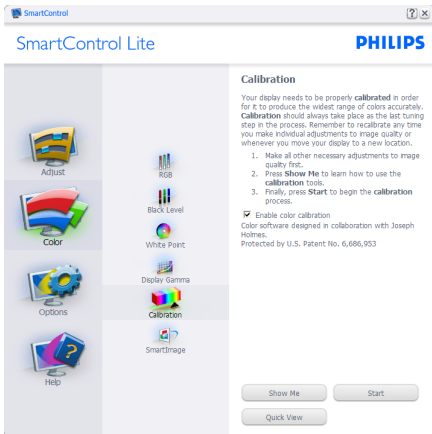 SmartControl
SmartControl Lite
PHILIPS
Adjust
Color
Options
Help
RGB
Black Level
White Point
Display Gamma
Calibration
SmartImage
Calibration
Your display needs to be properly calibrated in order
for it to produce the widest range of colors accurately.
Calibration should always take place as the last tuning
step in the process. Remember to recalibrate any time
you make individual adjustments to image quality or
whenever you move your display to a new location.
1. Make all other necessary adjustments to image
quality first.
2. Press Show Me to learn how to use the
calibration tools.
3. Finally, press Start to begin the calibration
process.
Enable color calibration
Color software designed in collaboration with Joseph
Holmes.
Protected by U.S. Patent No. 6,686,953
Show Me
Start
Quick View